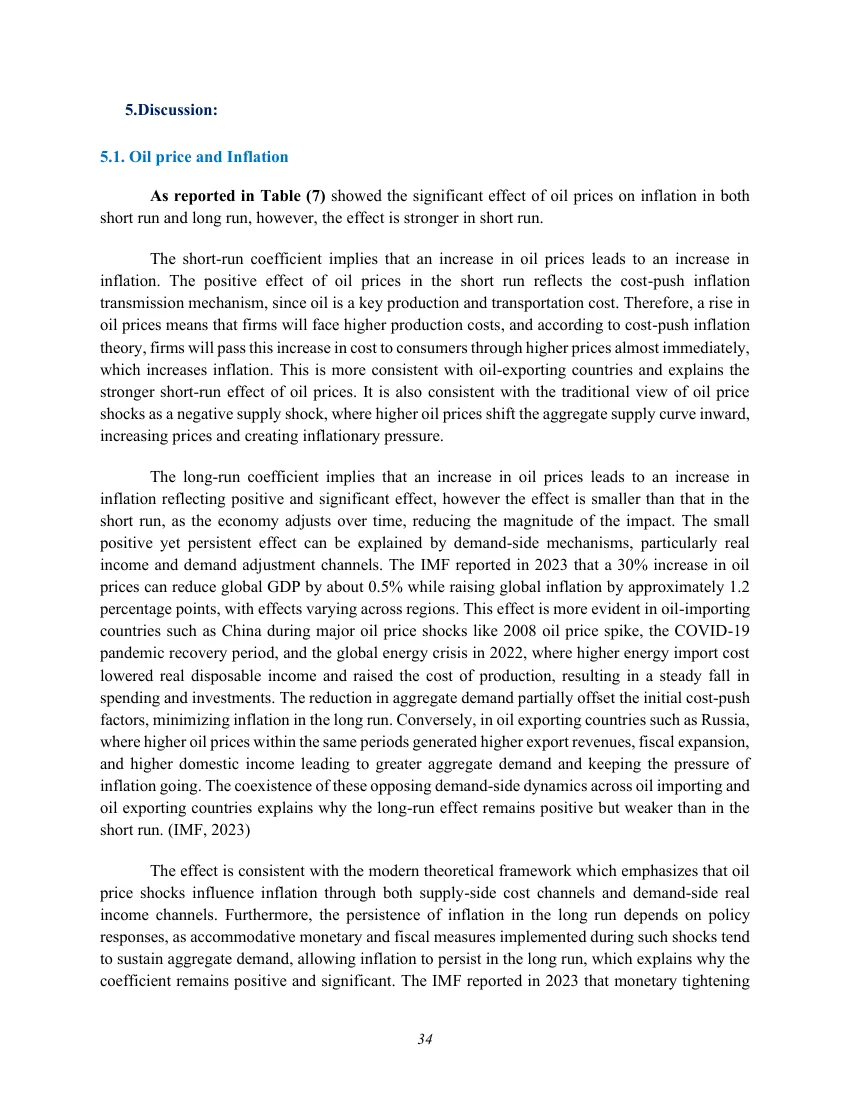 5.Discussion:
5.1. Oil price and Inflation
As reported in Table (7) showed the significant effect of oil prices on inflation in both
short run and long run, however, the effect is stronger in short run.
The short-run coefficient implies that an increase in oil prices leads to an increase in
inflation. The positive effect of oil prices in the short run reflects the cost-push inflation
transmission mechanism, since oil is a key production and transportation cost. Therefore, a rise in
oil prices means that firms will face higher production costs, and according to cost-push inflation
theory, firms will pass this increase in cost to consumers through higher prices almost immediately,
which increases inflation. This is more consistent with oil-exporting countries and explains the
stronger short-run effect of oil prices. It is also consistent with the traditional view of oil price
shocks as a negative supply shock, where higher oil prices shift the aggregate supply curve inward,
increasing prices and creating inflationary pressure.
The long-run coefficient implies that an increase in oil prices leads to an increase in
inflation reflecting positive and significant effect, however the effect is smaller than that in the
short run, as the economy adjusts over time, reducing the magnitude of the impact. The small
positive yet persistent effect can be explained by demand-side mechanisms, particularly real
income and demand adjustment channels. The IMF reported in 2023 that a 30% increase in oil
prices can reduce global GDP by about 0.5% while raising global inflation by approximately 1.2
percentage points, with effects varying across regions. This effect is more evident in oil-importing
countries such as China during major oil price shocks like 2008 oil price spike, the COVID-19
pandemic recovery period, and the global energy crisis in 2022, where higher energy import cost
lowered real disposable income and raised the cost of production, resulting in a steady fall in
spending and investments. The reduction in aggregate demand partially offset the initial cost-push
factors, minimizing inflation in the long run. Conversely, in oil exporting countries such as Russia,
where higher oil prices within the same periods generated higher export revenues, fiscal expansion,
and higher domestic income leading to greater aggregate demand and keeping the pressure of
inflation going. The coexistence of these opposing demand-side dynamics across oil importing and
oil exporting countries explains why the long-run effect remains positive but weaker than in the
short run. (IMF, 2023)
The effect is consistent with the modern theoretical framework which emphasizes that oil
price shocks influence inflation through both supply-side cost channels and demand-side real
income channels. Furthermore, the persistence of inflation in the long run depends on policy
responses, as accommodative monetary and fiscal measures implemented during such shocks tend
to sustain aggregate demand, allowing inflation to persist in the long run, which explains why the
coefficient remains positive and significant. The IMF reported in 2023 that monetary tightening
34